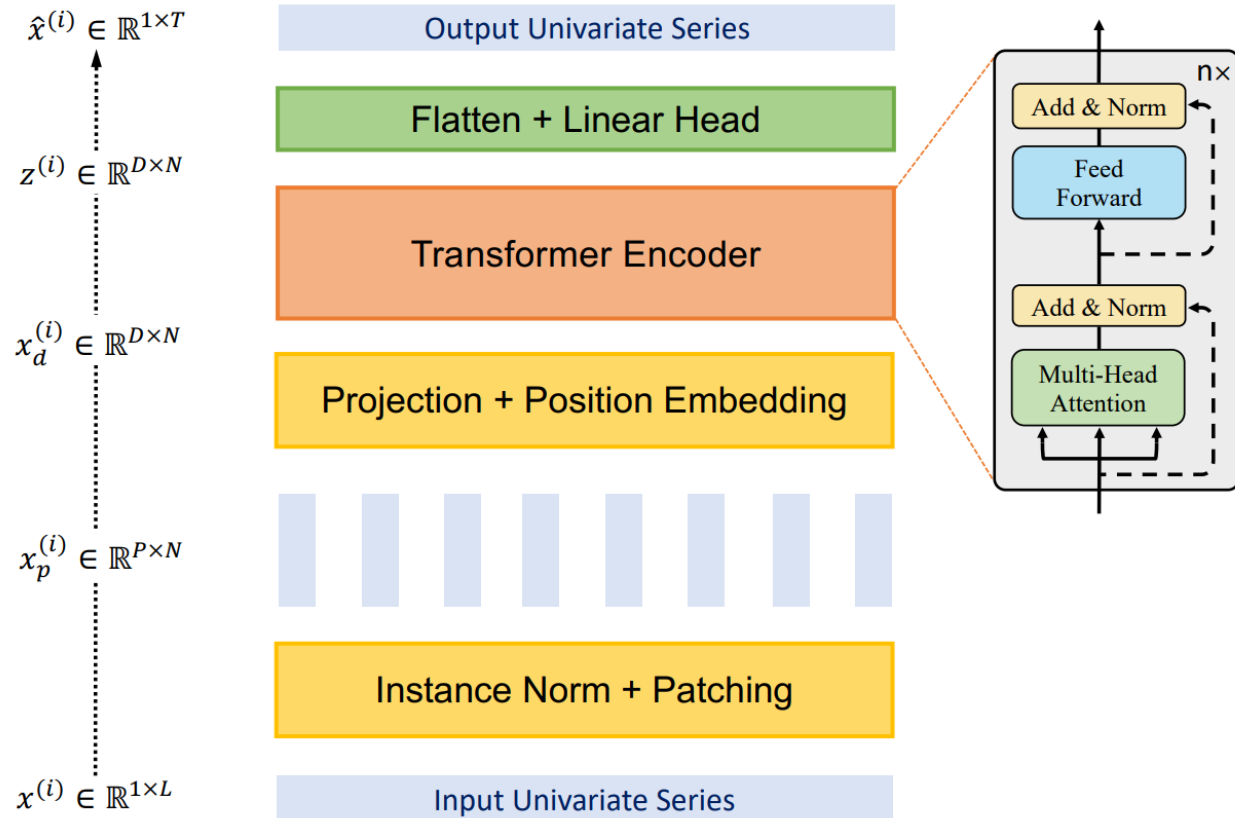 x̂^(i) ∈ ℝ^{1×T}
Output Univariate Series
n×
Add & Norm
Flatten + Linear Head
z^(i) ∈ ℝ^{D×N}
Feed
Forward
Transformer Encoder
Add & Norm
x_d^(i) ∈ ℝ^{D×N}
Multi-Head
Attention
Projection + Position Embedding
x_p^(i) ∈ ℝ^{P×N}
Instance Norm + Patching
x^(i) ∈ ℝ^{1×L}
Input Univariate Series